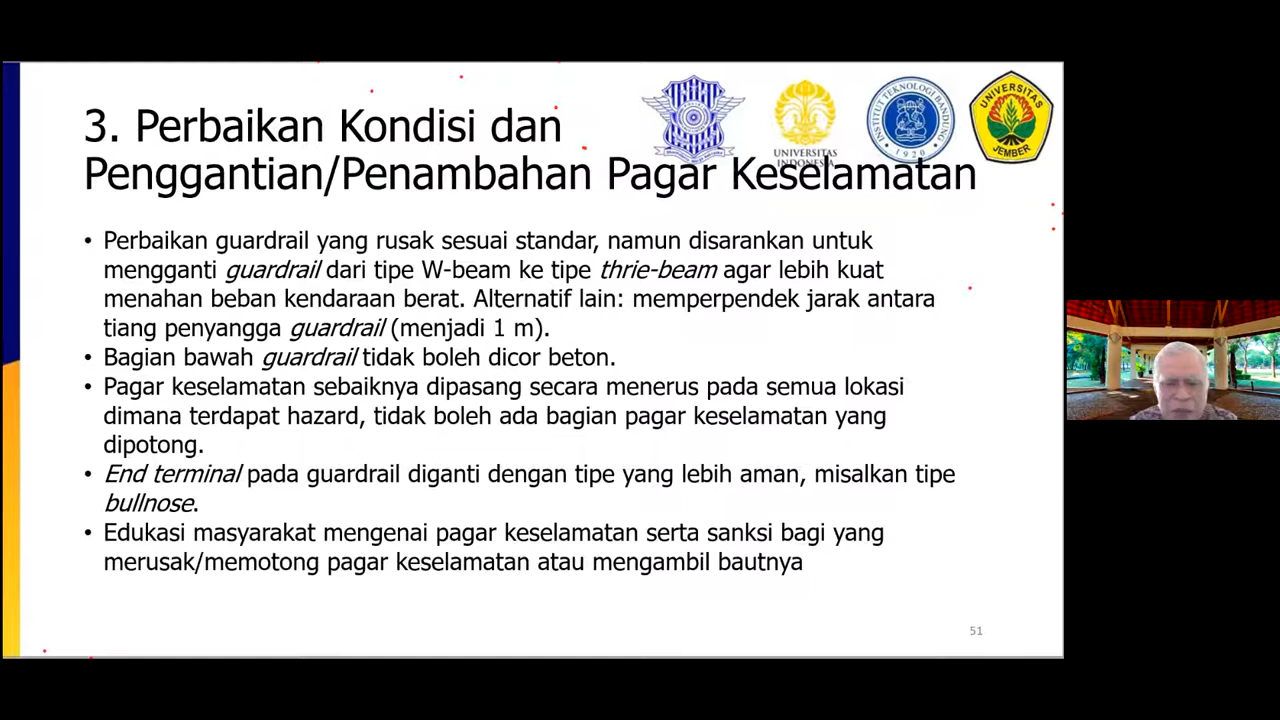 3. Perbaikan Kondisi dan
Penggantian/Penambahan Pagar Keselamatan
UNIVERSITAS
INDONESIA
INSTITUT TEKNOLOGI BANDUNG
1920
UNIVERSITAS
JEMBER
• Perbaikan guardrail yang rusak sesuai standar, namun disarankan untuk
mengganti guardrail dari tipe W-beam ke tipe thrie-beam agar lebih kuat
menahan beban kendaraan berat. Alternatif lain: memperpendek jarak antara
tiang penyangga guardrail (menjadi 1 m).
• Bagian bawah guardrail tidak boleh dicor beton.
• Pagar keselamatan sebaiknya dipasang secara menerus pada semua lokasi
dimana terdapat hazard, tidak boleh ada bagian pagar keselamatan yang
dipotong.
• End terminal pada guardrail diganti dengan tipe yang lebih aman, misalkan tipe
bullnose.
• Edukasi masyarakat mengenai pagar keselamatan serta sanksi bagi yang
merusak/memotong pagar keselamatan atau mengambil bautnya
51